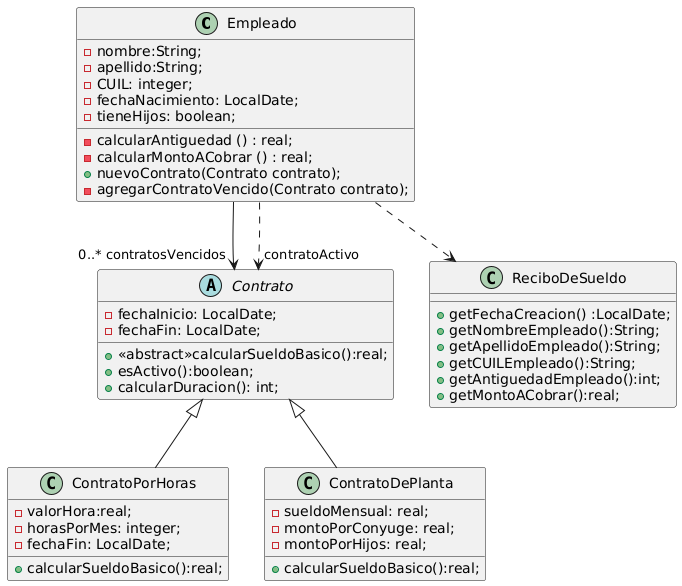 C Empleado
nombre:String;
apellido:String;
CUIL: integer;
fechaNacimiento: LocalDate;
tieneHijos: boolean;
calcularAntiguedad () : real;
calcularMontoACobrar () : real;
nuevoContrato(Contrato contrato);
agregarContratoVencido(Contrato contrato);
0..* contratosVencidos
contratoActivo
A Contrato
fechaInicio: LocalDate;
fechaFin: LocalDate;
«abstract»calcularSueldoBasico():real;
esActivo():boolean;
calcularDuracion(): int;
C ReciboDeSueldo
getFechaCreacion() :LocalDate;
getNombreEmpleado():String;
getApellidoEmpleado():String;
getCUILEmpleado():String;
getAntiguedadEmpleado():int;
getMontoACobrar():real;
C ContratoPorHoras
valorHora:real;
horasPorMes: integer;
fechaFin: LocalDate;
calcularSueldoBasico():real;
C ContratoDePlanta
sueldoMensual: real;
montoPorConyuge: real;
montoPorHijos: real;
calcularSueldoBasico():real;